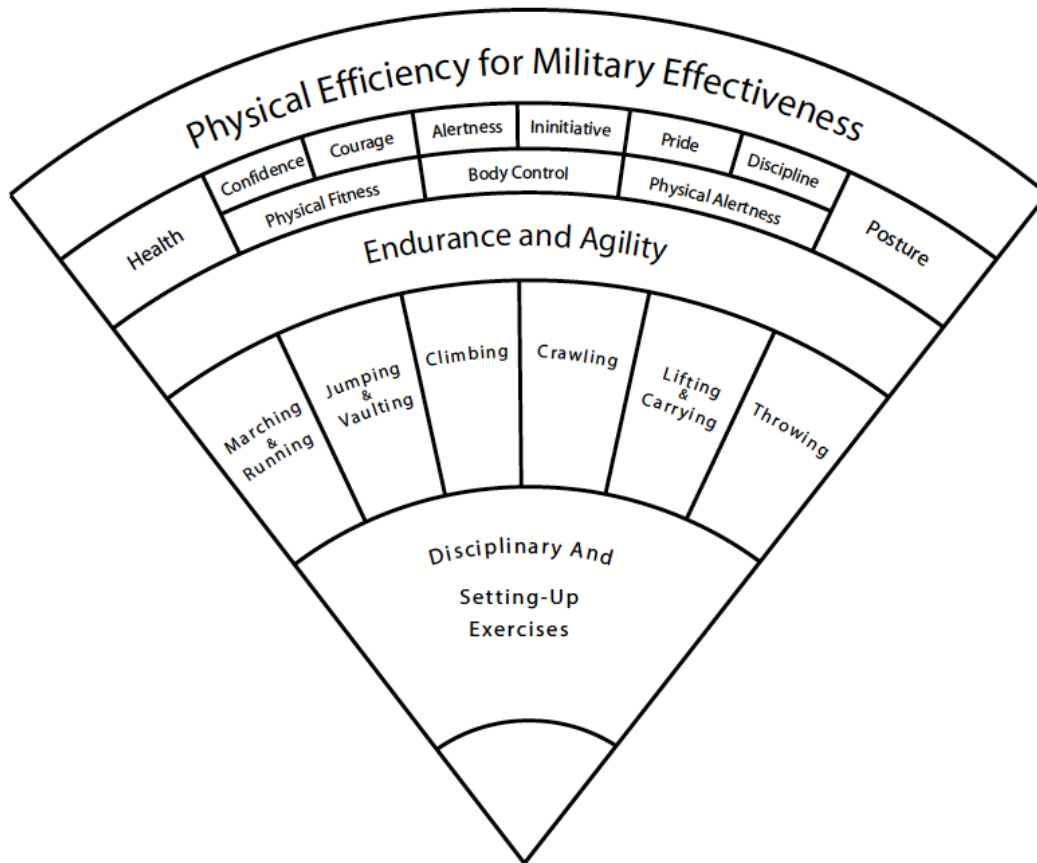 Physical Efficiency for Military Effectiveness
Confidence
Courage
Alertness
Ininitiative
Pride
Discipline
Health
Physical Fitness
Body Control
Physical Alertness
Posture
Endurance and Agility
Marching
&
Running
Jumping
&
Vaulting
Climbing
Crawling
Lifting
&
Carrying
Throwing
Disciplinary And
Setting-Up
Exercises